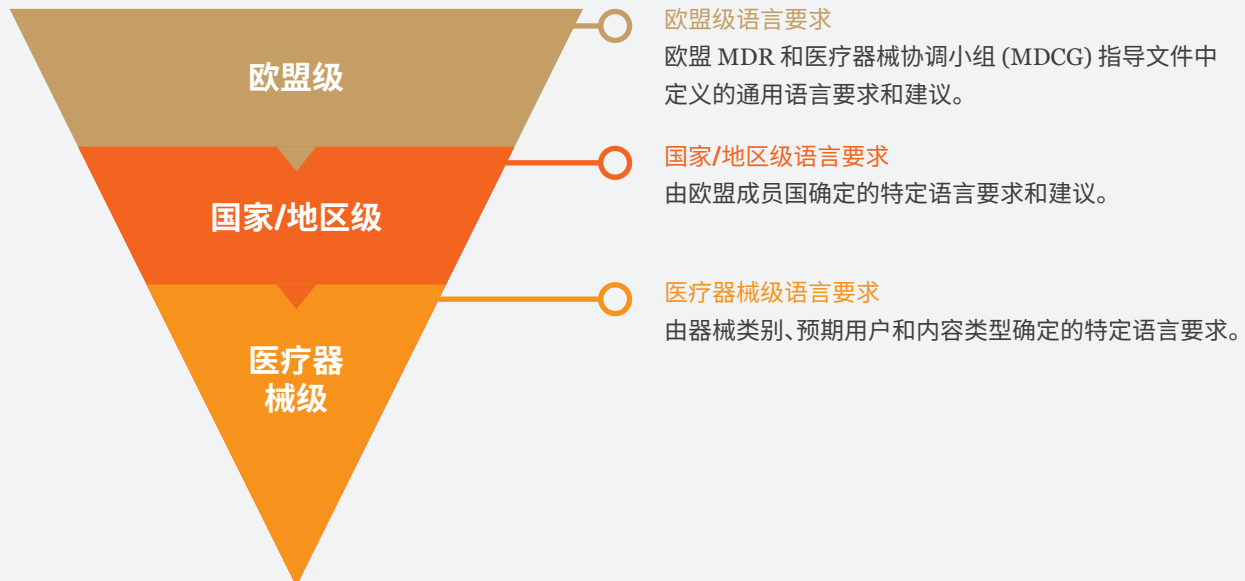 欧盟级
欧盟级语言要求
欧盟 MDR 和医疗器械协调小组 (MDCG) 指导文件中
定义的通用语言要求和建议。
国家/地区级
国家/地区级语言要求
由欧盟成员国确定的特定语言要求和建议。
医疗器
械级
医疗器械级语言要求
由器械类别、预期用户和内容类型确定的特定语言要求。